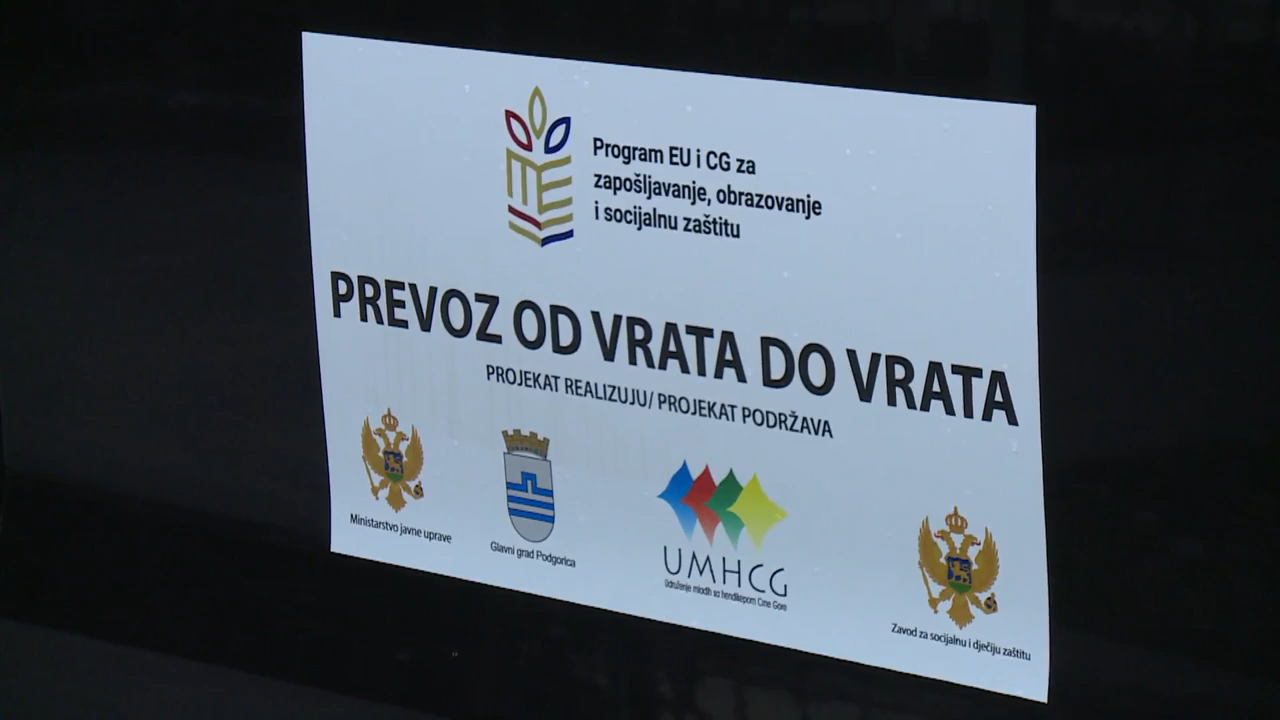 Program EU i CG za
zapošljavanje, obrazovanje
i socijalnu zaštitu
PREVOZ OD VRATA DO VRATA
PROJEKAT REALIZUJU/ PROJEKAT PODRŽAVA
Ministarstvo javne uprave
Glavni grad Podgorica
UMHCG
Udruženje mladih sa hendikepom Crne Gore
Zavod za socijalnu i dječiju zaštitu